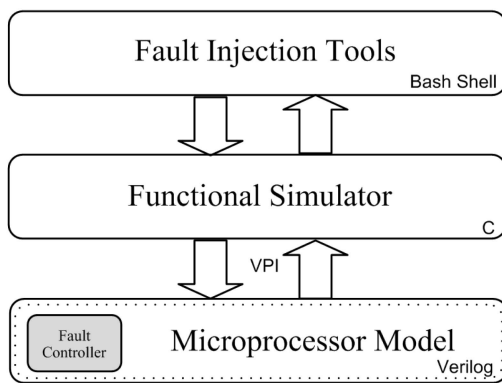 Fault Injection Tools
Bash Shell
Functional Simulator
C
VPI
Fault
Controller
Microprocessor Model
Verilog